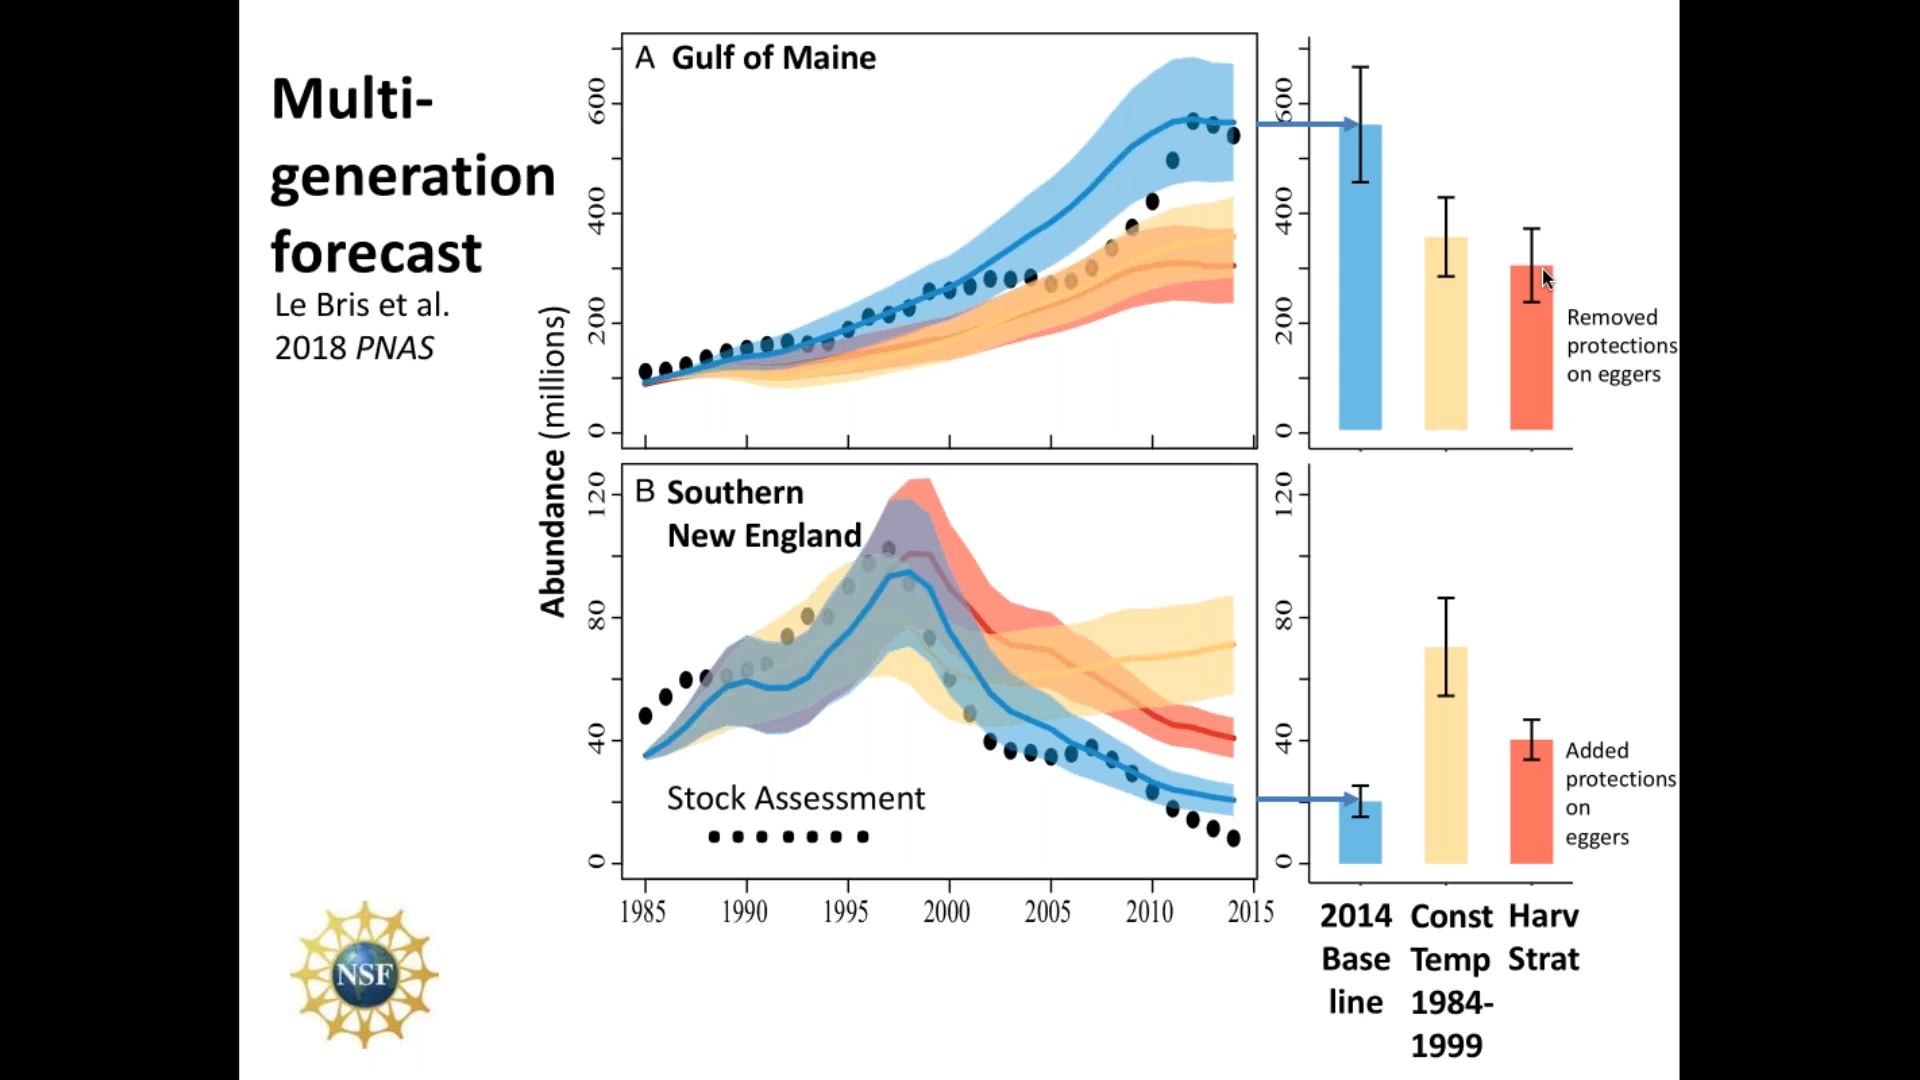 Multi-
generation
forecast
Le Bris et al.
2018 PNAS
NSF
Abundance (millions)
A Gulf of Maine
600
400
200
0
600
400
200
0
Removed
protections
on eggers
B Southern
New England
120
80
40
0
Stock Assessment
1985 1990 1995 2000 2005 2010 2015
120
80
40
0
Added
protections
on
eggers
2014 Const Harv
Base Temp Strat
line 1984-
1999